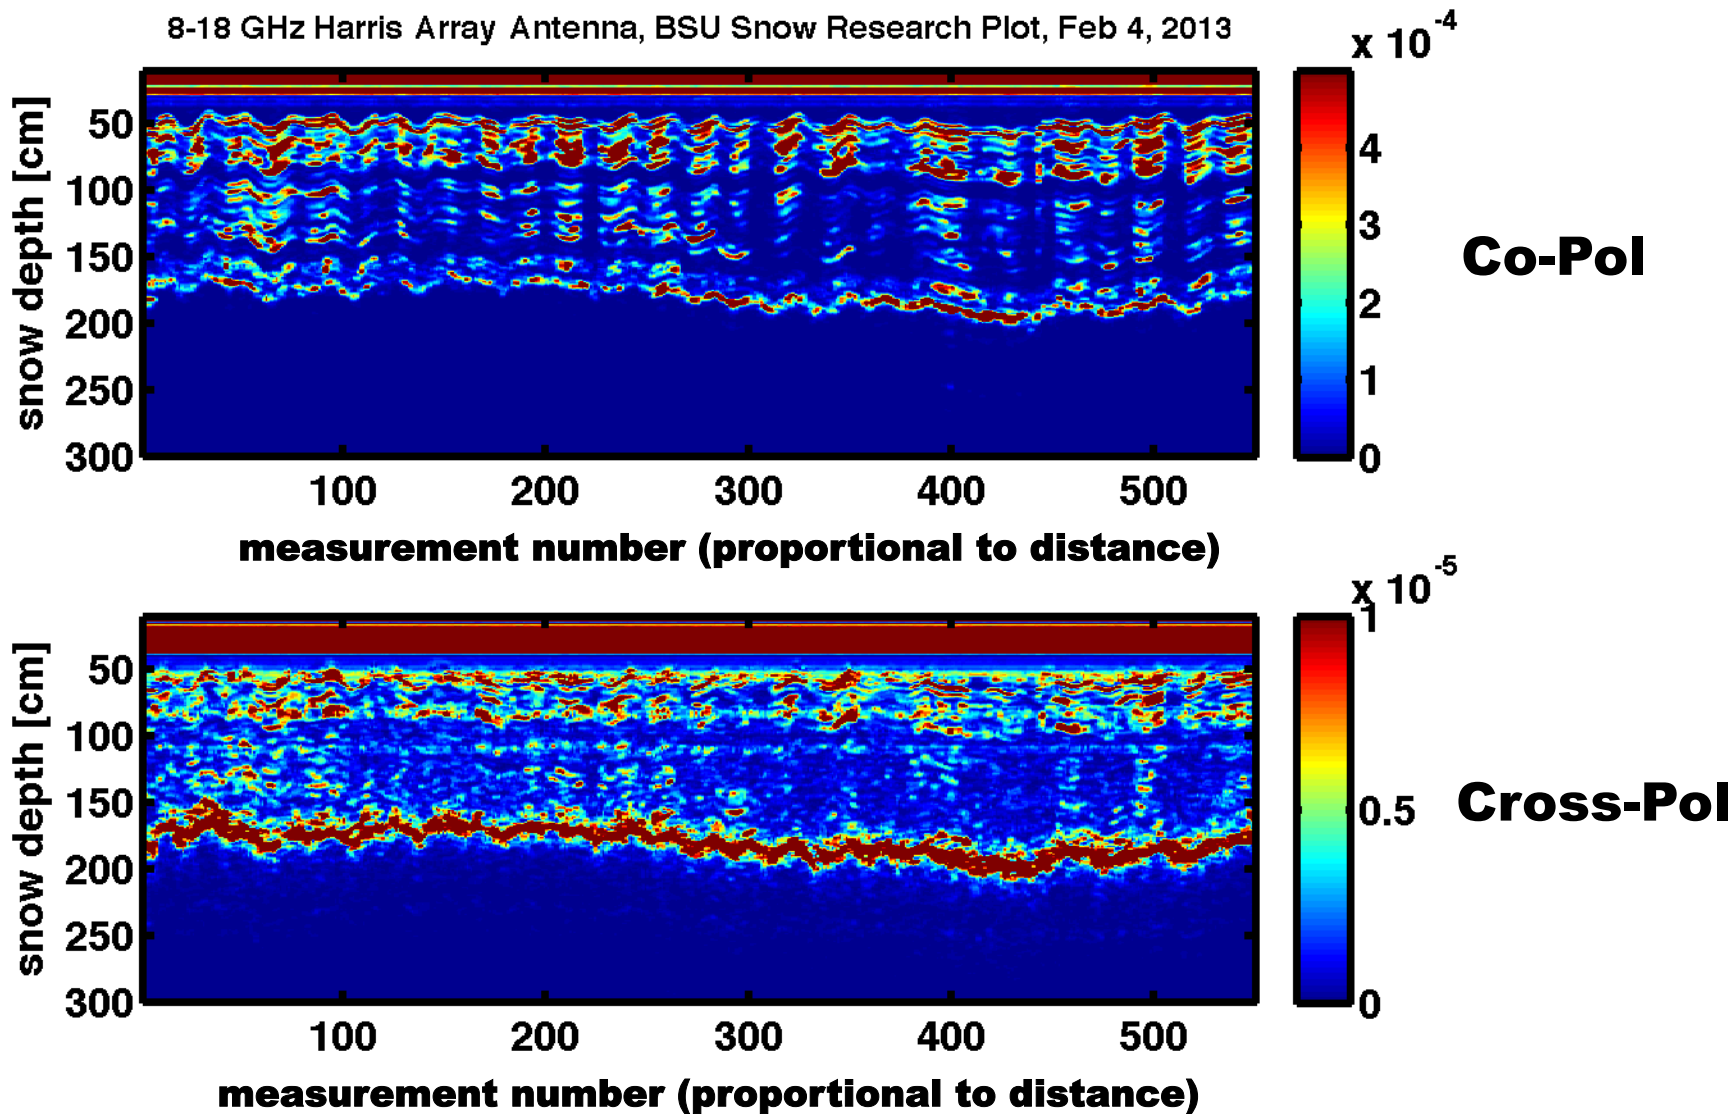 8-18 GHz Harris Array Antenna, BSU Snow Research Plot, Feb 4, 2013
x 10^-4
snow depth [cm]
50
100
150
200
250
300
100 200 300 400 500
measurement number (proportional to distance)
4
3
2
1
0
Co-Pol
x 10^-5
snow depth [cm]
50
100
150
200
250
300
100 200 300 400 500
measurement number (proportional to distance)
1
0.5
0
Cross-Pol